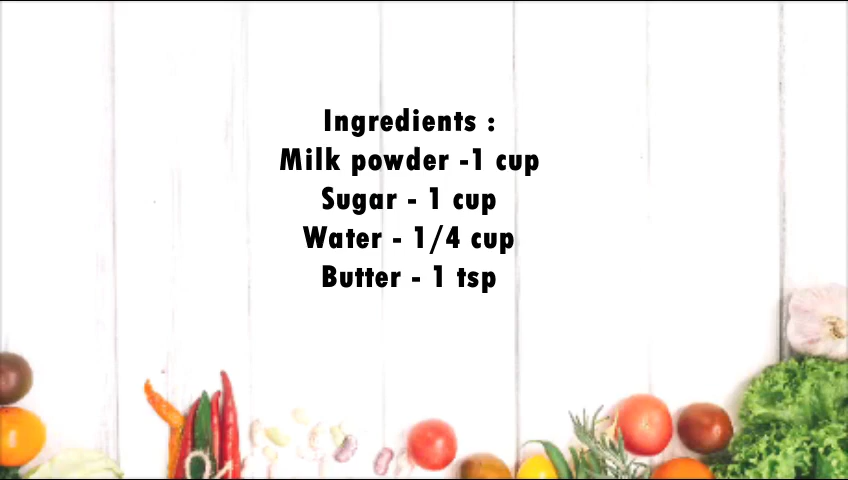 Ingredients :
Milk powder -1 cup
Sugar - 1 cup
Water - 1/4 cup
Butter - 1 tsp